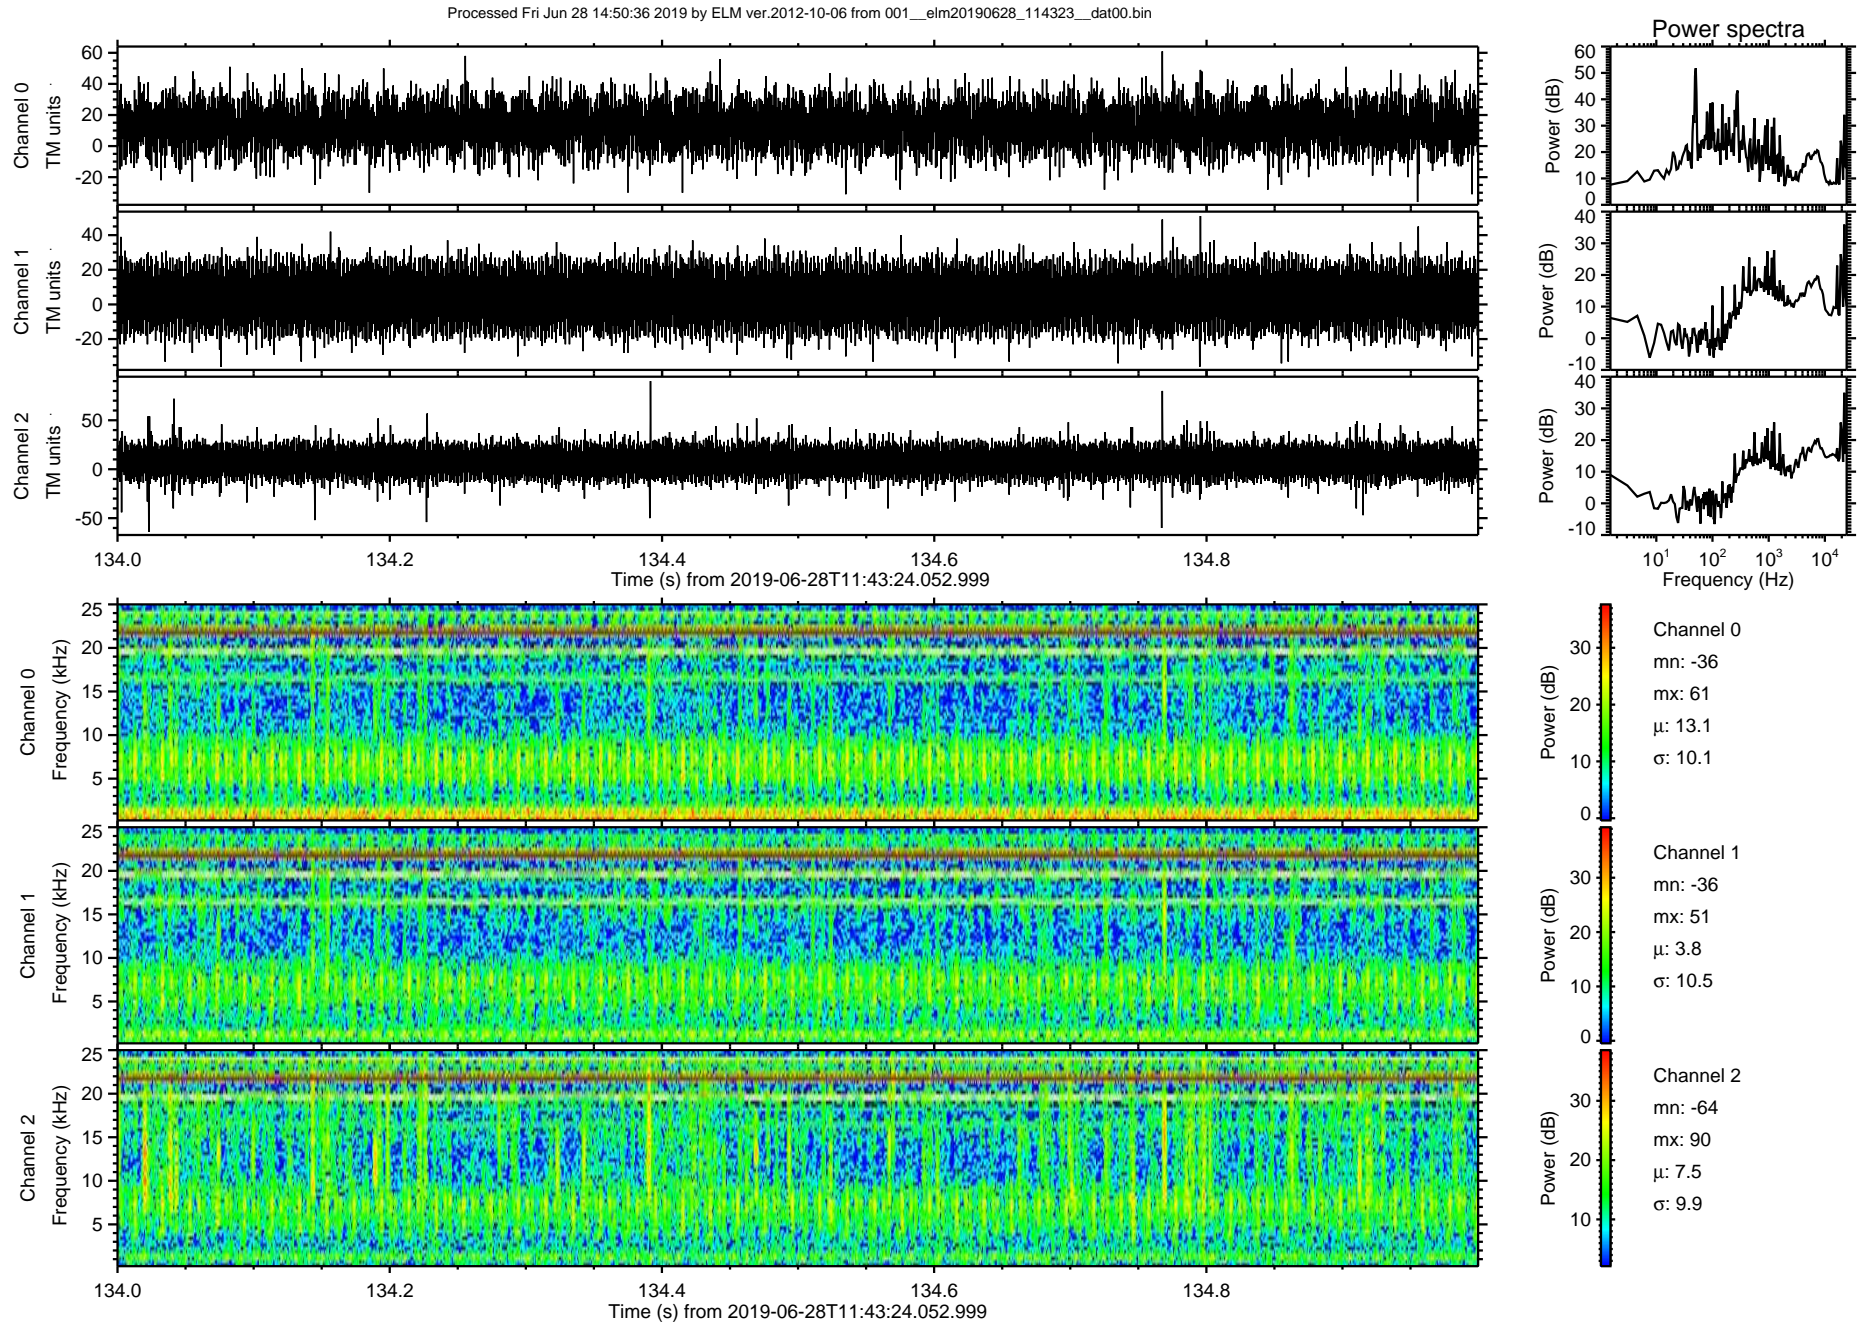 Processed Fri Jun 28 14:50:36 2019 by ELM ver.2012-10-06 from 001__elm20190628_114323__dat00.bin
Power spectra
Channel 0
TM units
60
40
20
0
-20
Power (dB)
60
50
40
30
20
10
0
Channel 1
TM units
40
20
0
-20
Power (dB)
40
30
20
10
0
-10
Channel 2
TM units
50
0
-50
Power (dB)
40
30
20
10
0
-10
134.0 134.2 134.4 134.6 134.8
Time (s) from 2019-06-28T11:43:24.052.999
10^1 10^2 10^3 10^4
Frequency (Hz)
Channel 0
Frequency (kHz)
25
20
15
10
5
Power (dB)
30
20
10
0
Channel 0
mn: -36
mx: 61
μ: 13.1
σ: 10.1
Channel 1
Frequency (kHz)
25
20
15
10
5
Power (dB)
30
20
10
0
Channel 1
mn: -36
mx: 51
μ: 3.8
σ: 10.5
Channel 2
Frequency (kHz)
25
20
15
10
5
Power (dB)
30
20
10
Channel 2
mn: -64
mx: 90
μ: 7.5
σ: 9.9
134.0 134.2 134.4 134.6 134.8
Time (s) from 2019-06-28T11:43:24.052.999